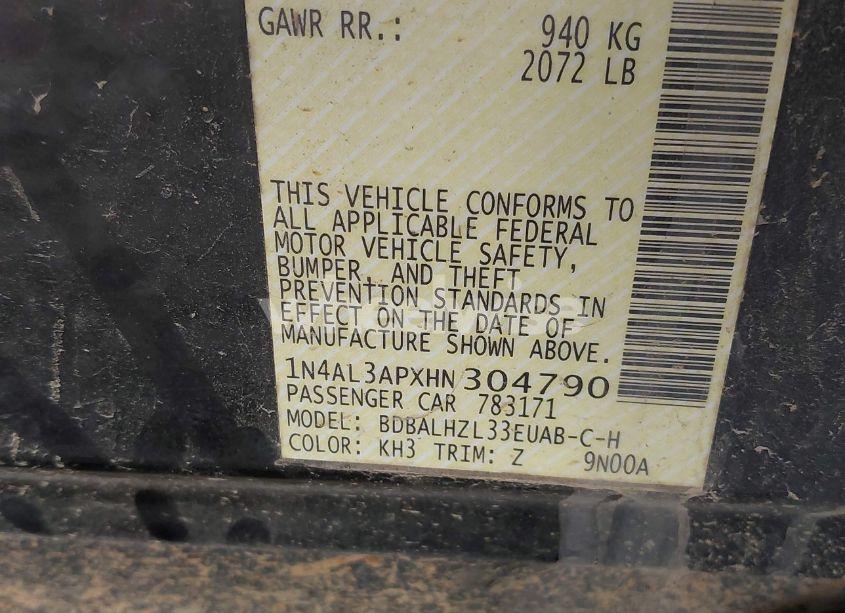 GAWR RR.: 940 KG
2072 LB
THIS VEHICLE CONFORMS TO
ALL APPLICABLE FEDERAL
MOTOR VEHICLE SAFETY,
BUMPER, AND THEFT
PREVENTION STANDARDS IN
EFFECT ON THE DATE OF
MANUFACTURE SHOWN ABOVE.
1N4AL3APXHN304790
PASSENGER CAR 783171
MODEL: BDBALHZL33EUAB-C-H
COLOR: KH3 TRIM: Z 9N00A